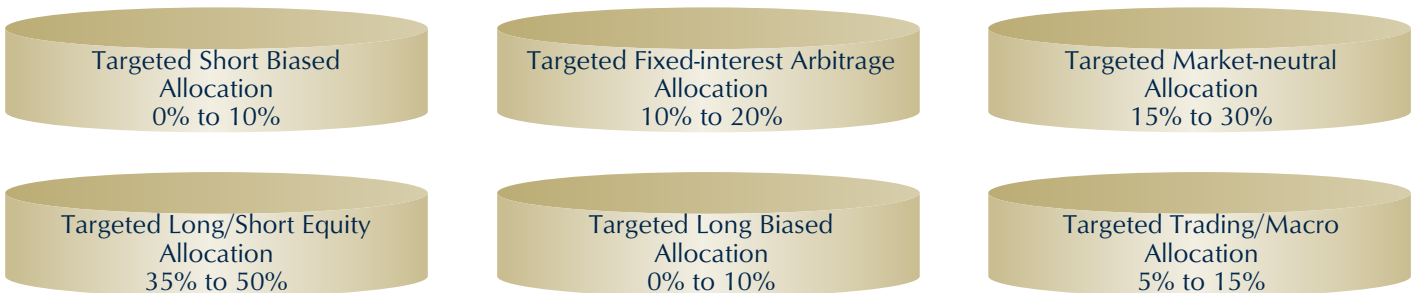 Targeted Short Biased
Allocation
0% to 10%
Targeted Fixed-interest Arbitrage
Allocation
10% to 20%
Targeted Market-neutral
Allocation
15% to 30%
Targeted Long/Short Equity
Allocation
35% to 50%
Targeted Long Biased
Allocation
0% to 10%
Targeted Trading/Macro
Allocation
5% to 15%